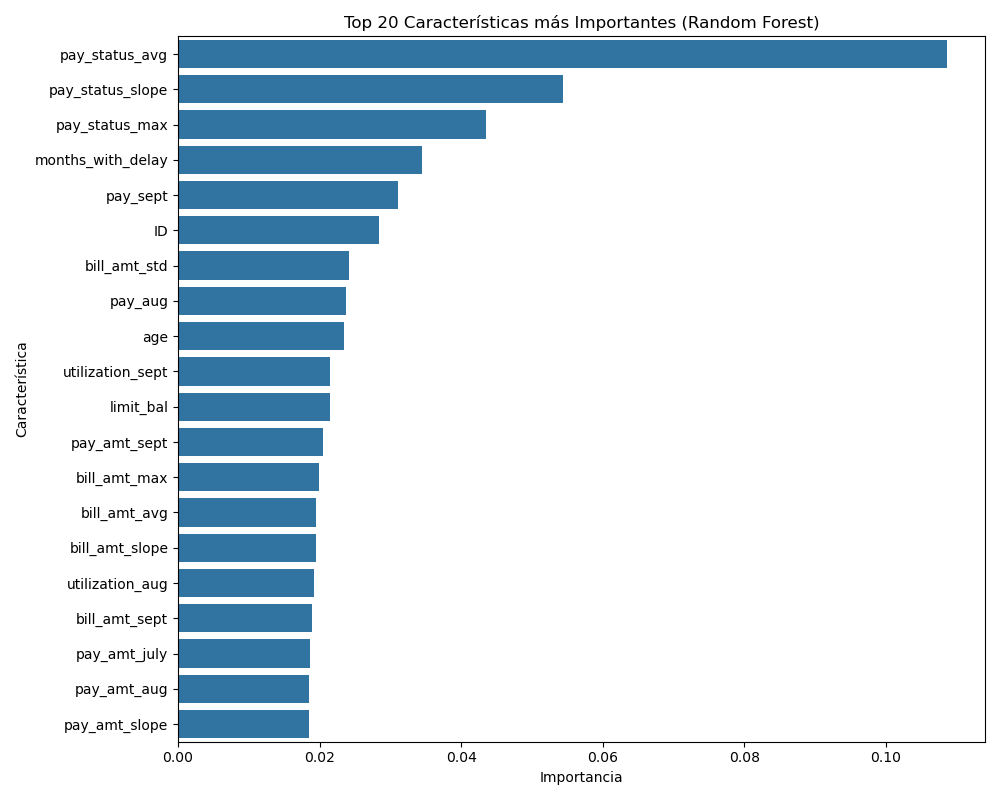 Top 20 Características más Importantes (Random Forest)
pay_status_avg
pay_status_slope
pay_status_max
months_with_delay
pay_sept
ID
bill_amt_std
pay_aug
age
utilization_sept
limit_bal
pay_amt_sept
bill_amt_max
bill_amt_avg
bill_amt_slope
utilization_aug
bill_amt_sept
pay_amt_july
pay_amt_aug
pay_amt_slope
Característica
0.00 0.02 0.04 0.06 0.08 0.10
Importancia